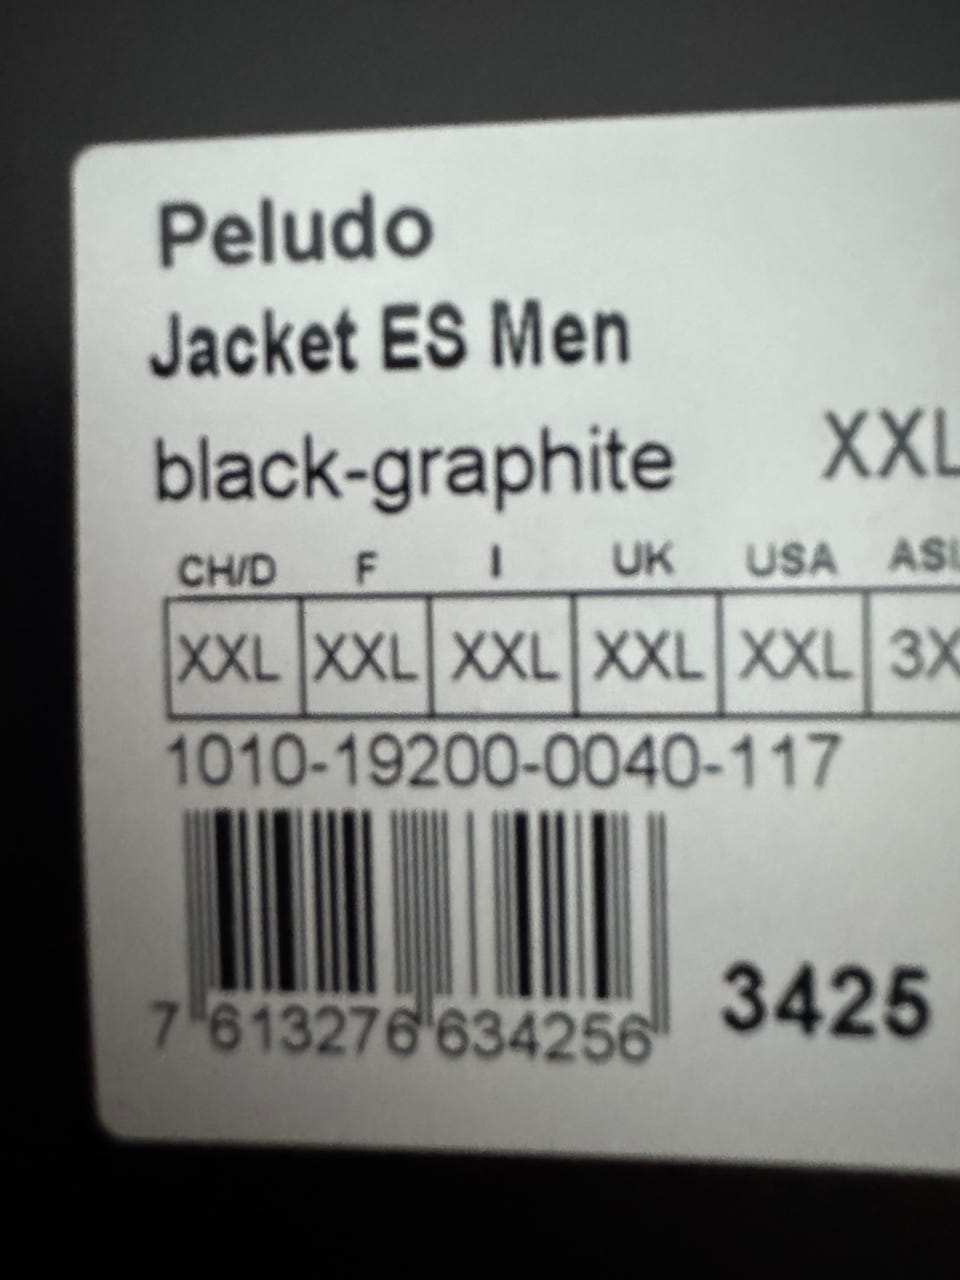 Peludo
Jacket ES Men
black-graphite XXL
CH/D F I UK USA
XXL XXL XXL XXL XXL 3X
1010-19200-0040-117
7 613276 634256 3425